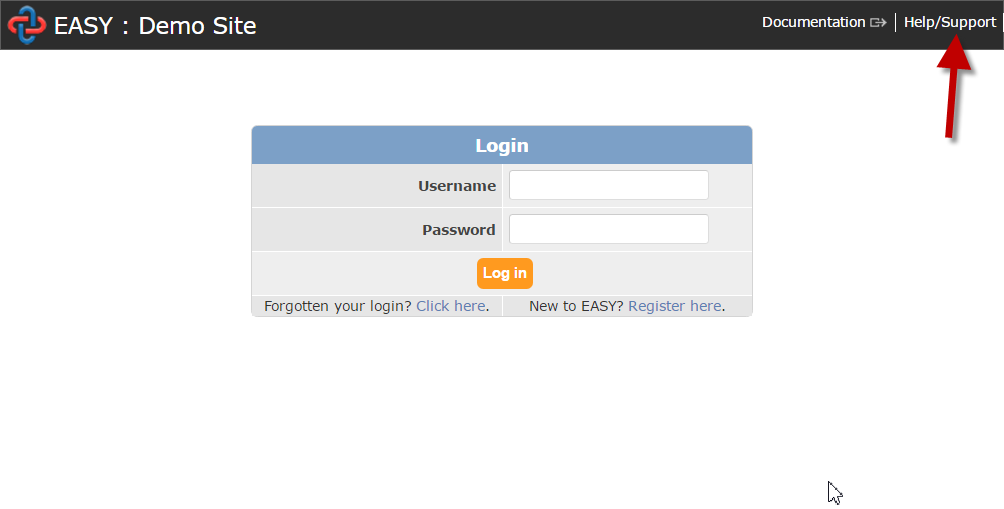 EASY : Demo Site
Documentation
Help/Support
Login
Username
Password
Log in
Forgotten your login? Click here.
New to EASY? Register here.